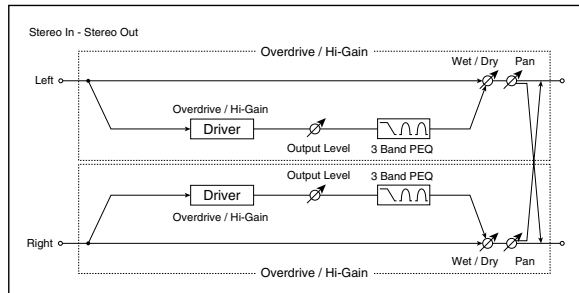 Stereo In - Stereo Out
Overdrive / Hi-Gain
Wet / Dry Pan
Left
Overdrive / Hi-Gain
Driver
Output Level 3 Band PEQ
Output Level 3 Band PEQ
Driver
Overdrive / Hi-Gain
Right
Wet / Dry Pan
Overdrive / Hi-Gain